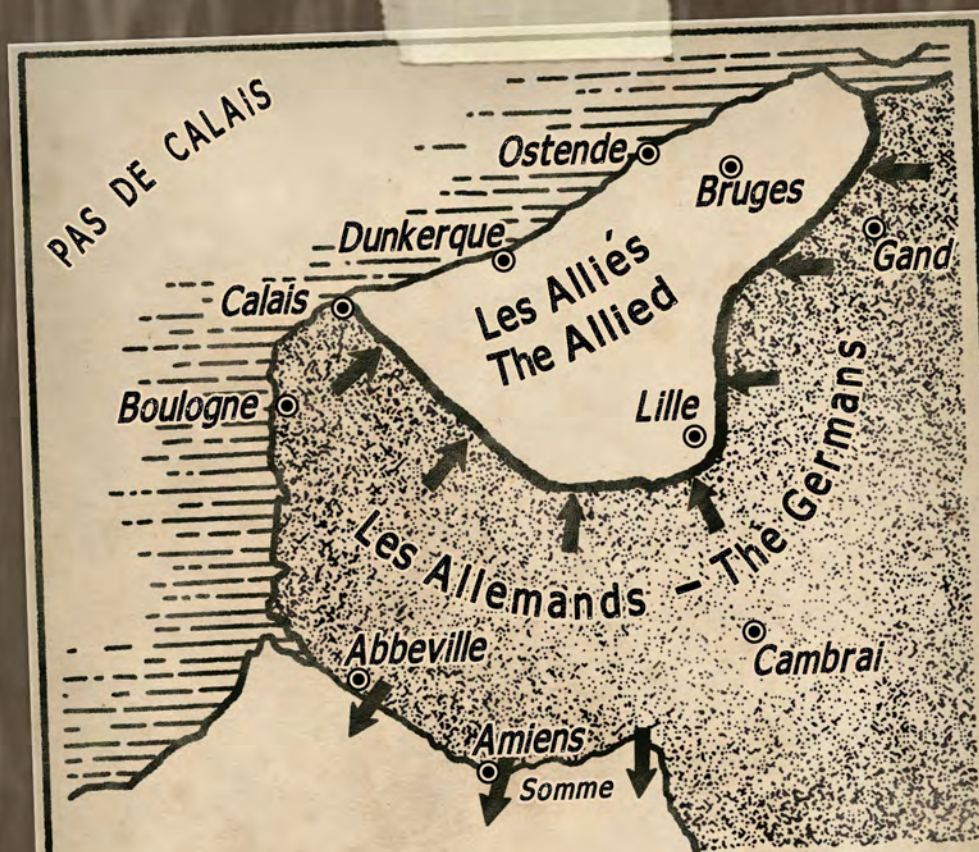 PAS DE CALAIS
Ostende
Bruges
Dunkerque
Gand
Les Alliés
The Allied
Calais
Boulogne
Lille
Les Allemands – The Germans
Abbeville
Cambrai
Amiens
Somme